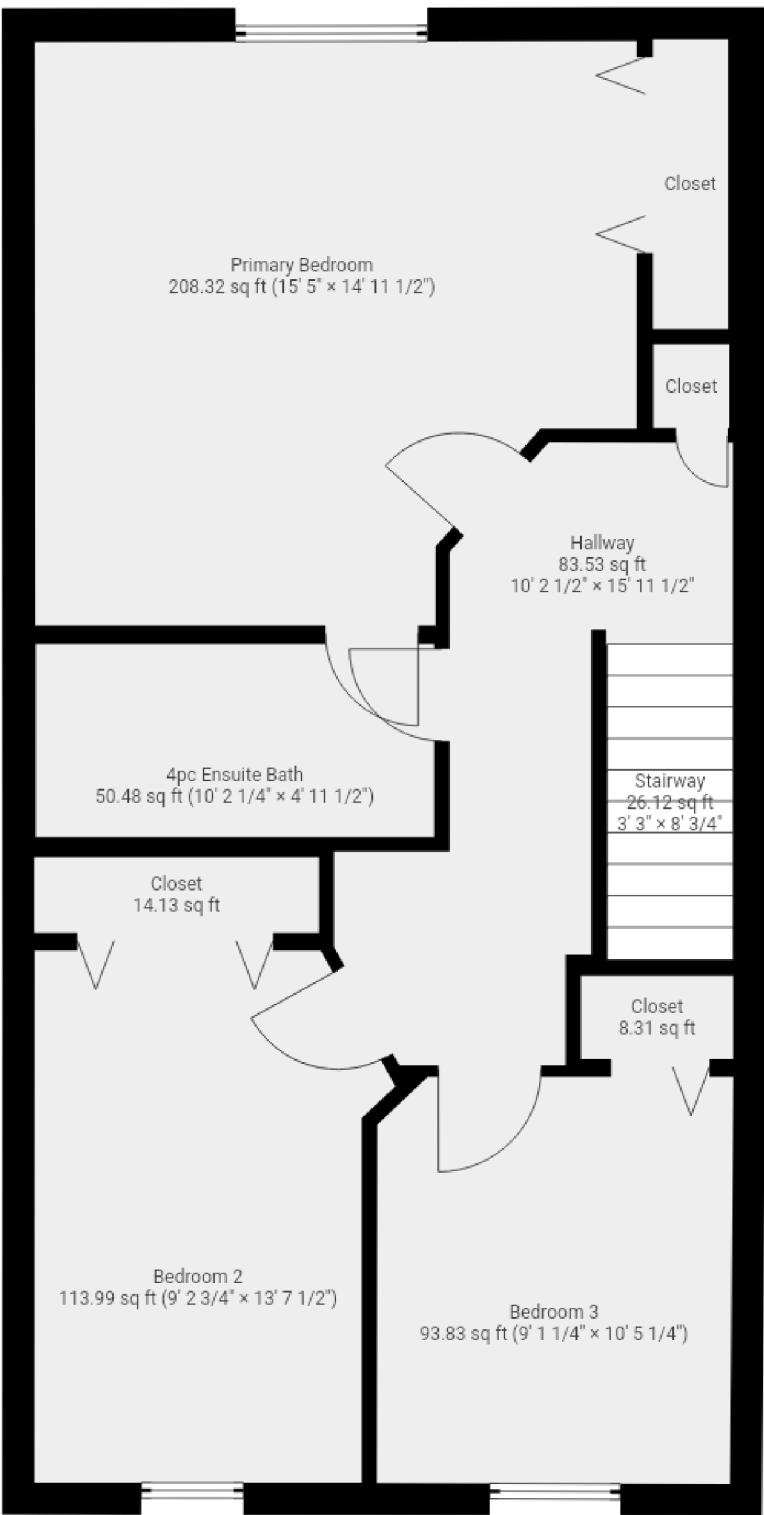 Closet
Primary Bedroom
208.32 sq ft (15' 5" × 14' 11 1/2")
Closet
Hallway
83.53 sq ft
10' 2 1/2" × 15' 11 1/2"
4pc Ensuite Bath
50.48 sq ft (10' 2 1/4" × 4' 11 1/2")
Stairway
26.12 sq ft
3' 3" × 8' 3/4"
Closet
14.13 sq ft
Closet
8.31 sq ft
Bedroom 2
113.99 sq ft (9' 2 3/4" × 13' 7 1/2")
Bedroom 3
93.83 sq ft (9' 1 1/4" × 10' 5 1/4")